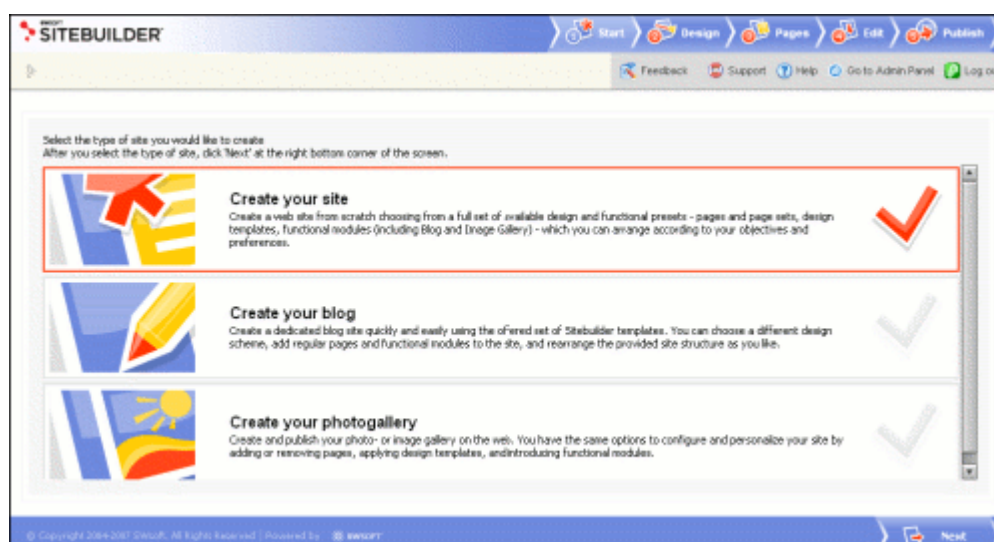 SWSOFT
SITEBUILDER
1 Start 2 Design 3 Pages 4 Edit 5 Publish
Feedback Support Help Go to Admin Panel Log
Select the type of site you would like to create
After you select the type of site, click 'Next' at the right bottom corner of the screen.
Create your site
Create a web site from scratch choosing from a full set of available design and functional presets - pages and page sets, design
templates, functional modules (including Blog and Image Gallery) - which you can arrange according to your objectives and
preferences.
Create your blog
Create a dedicated blog site quickly and easily using the ofered set of Sitebuilder templates. You can choose a different design
scheme, add regular pages and functional modules to the site, and rearrange the provided site structure as you like.
Create your photogallery
Create and publish your photo- or image gallery on the web. You have the same options to configure and personalize your site by
adding or removing pages, applying design templates, andintroducing functional modules.
© Copyright 2004-2007 SWsoft. All Rights Reserved | Powered by SWSOFT
Next